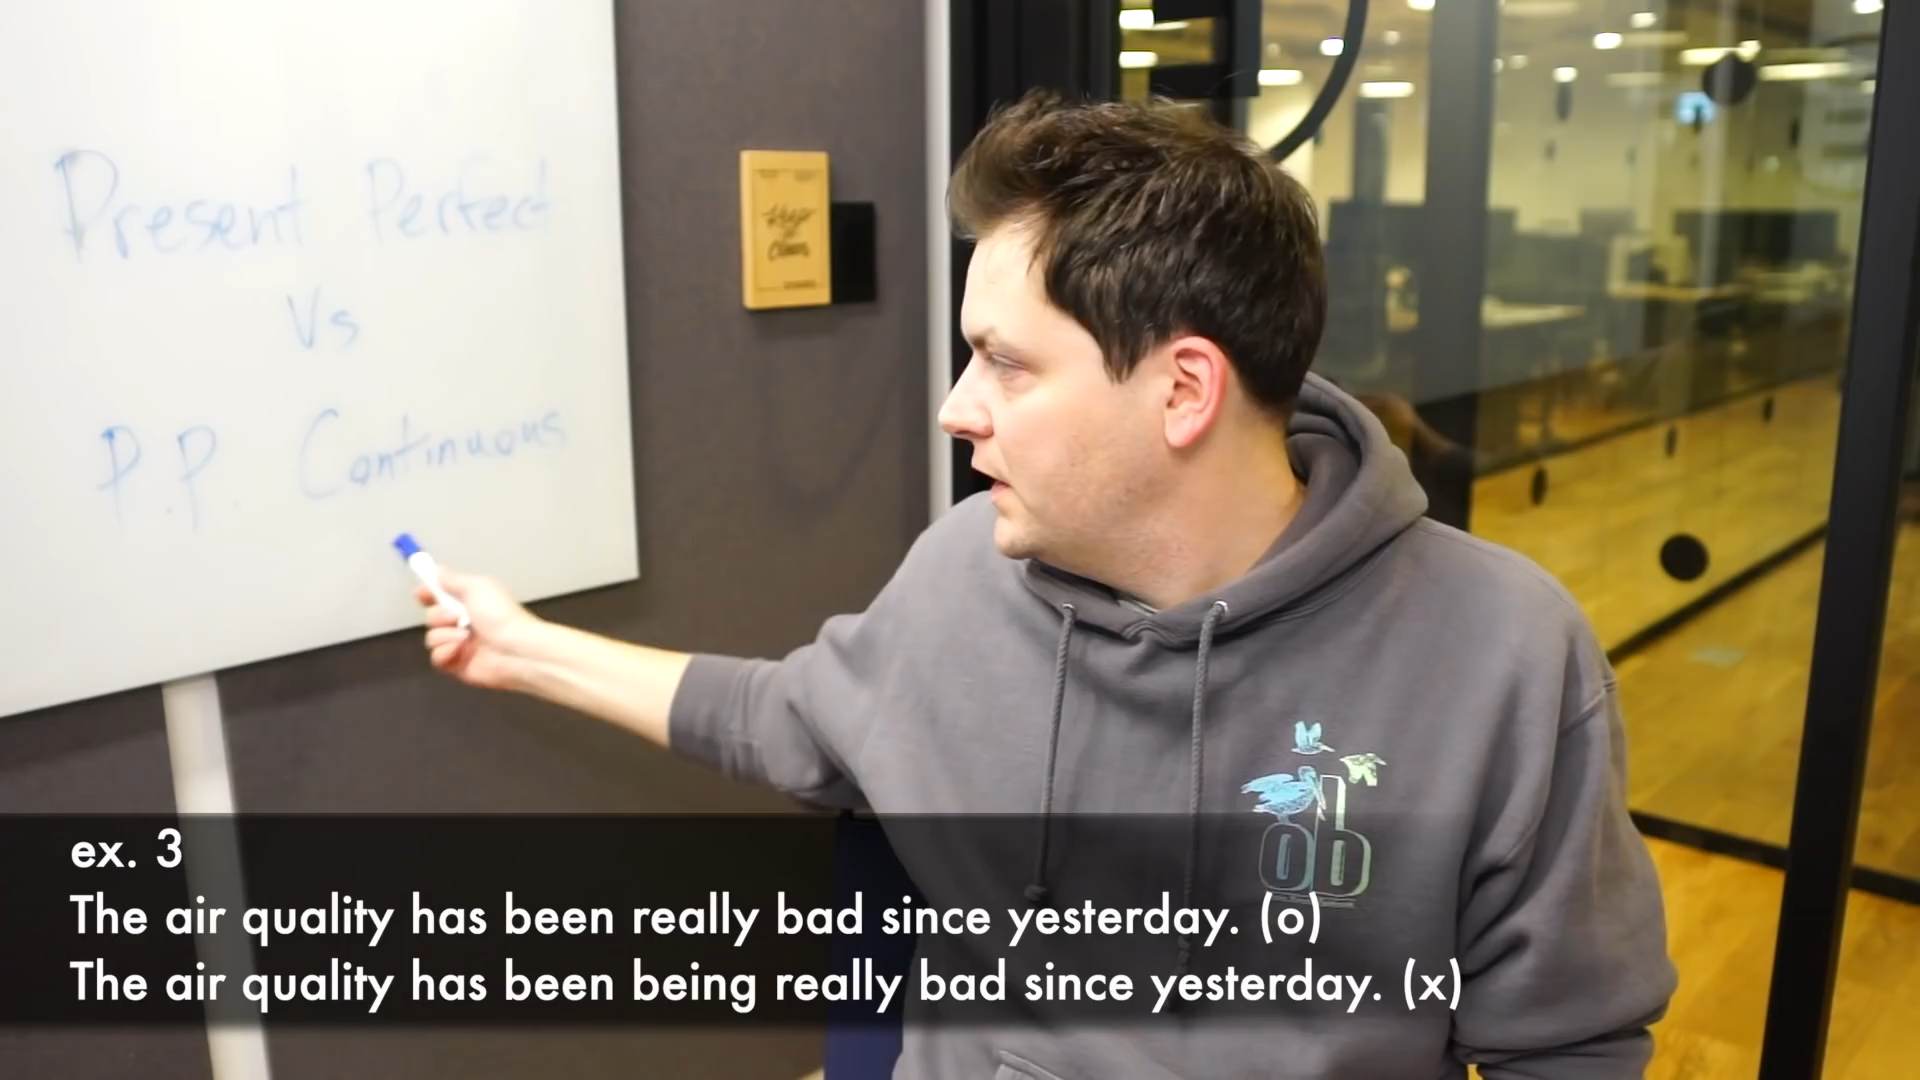 Present Perfect
Vs
P.P. Continuous
ob
ex. 3
The air quality has been really bad since yesterday. (o)
The air quality has been being really bad since yesterday. (x)